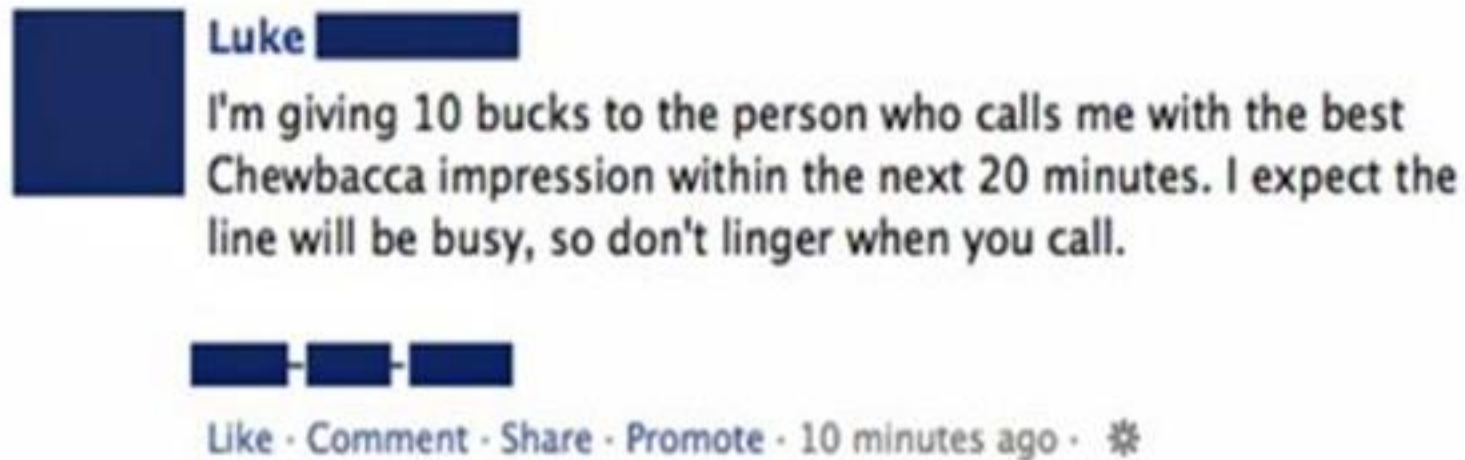 Luke
I'm giving 10 bucks to the person who calls me with the best
Chewbacca impression within the next 20 minutes. I expect the
line will be busy, so don't linger when you call.
- -
Like · Comment · Share · Promote · 10 minutes ago ·